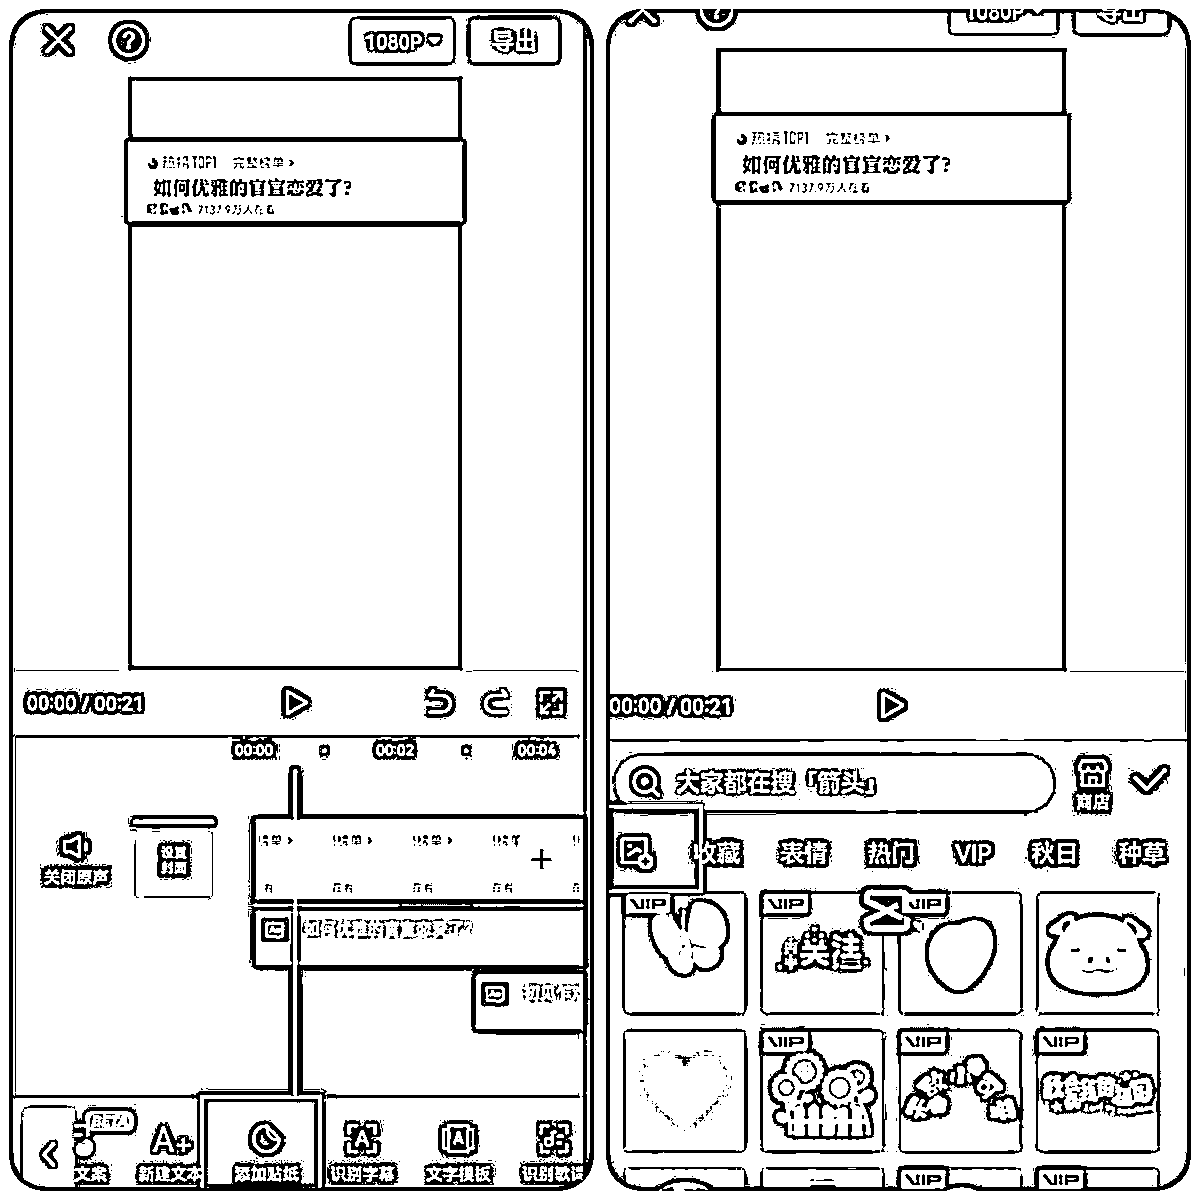 1080P
导出
热榜TOP1 完整榜单
如何优雅的官宣恋爱了?
7137.9万人在看
00:00 / 00:21
00:00
00:02
00:04
关闭原声
设置
封面
如何优雅的官宣恋爱了?
BETA
文案
新建文本
添加贴纸
识别字幕
文字模板
识别歌词
1080P
导出
热榜TOP1 完整榜单
如何优雅的官宣恋爱了?
7137.9万人在看
00:00 / 00:21
大家都在搜「箭头」
商店
收藏
表情
热门
VIP
秋日
种草
VIP
VIP
关注
VIP
VIP
VIP
VIP
VIP
VIP